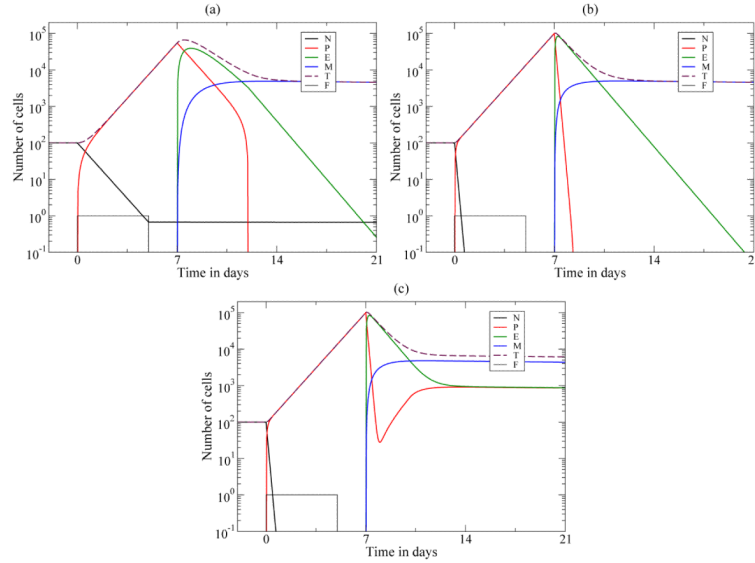 (a)
Number of cells
10^5
10^4
10^3
10^2
10^1
10^0
10^-1
N
P
E
M
T
F
0
7
14
21
Time in days
(b)
Number of cells
10^5
10^4
10^3
10^2
10^1
10^0
10^-1
N
P
E
M
T
F
0
7
14
2
Time in days
(c)
Number of cells
10^5
10^4
10^3
10^2
10^1
10^0
10^-1
N
P
E
M
T
F
0
7
14
21
Time in days